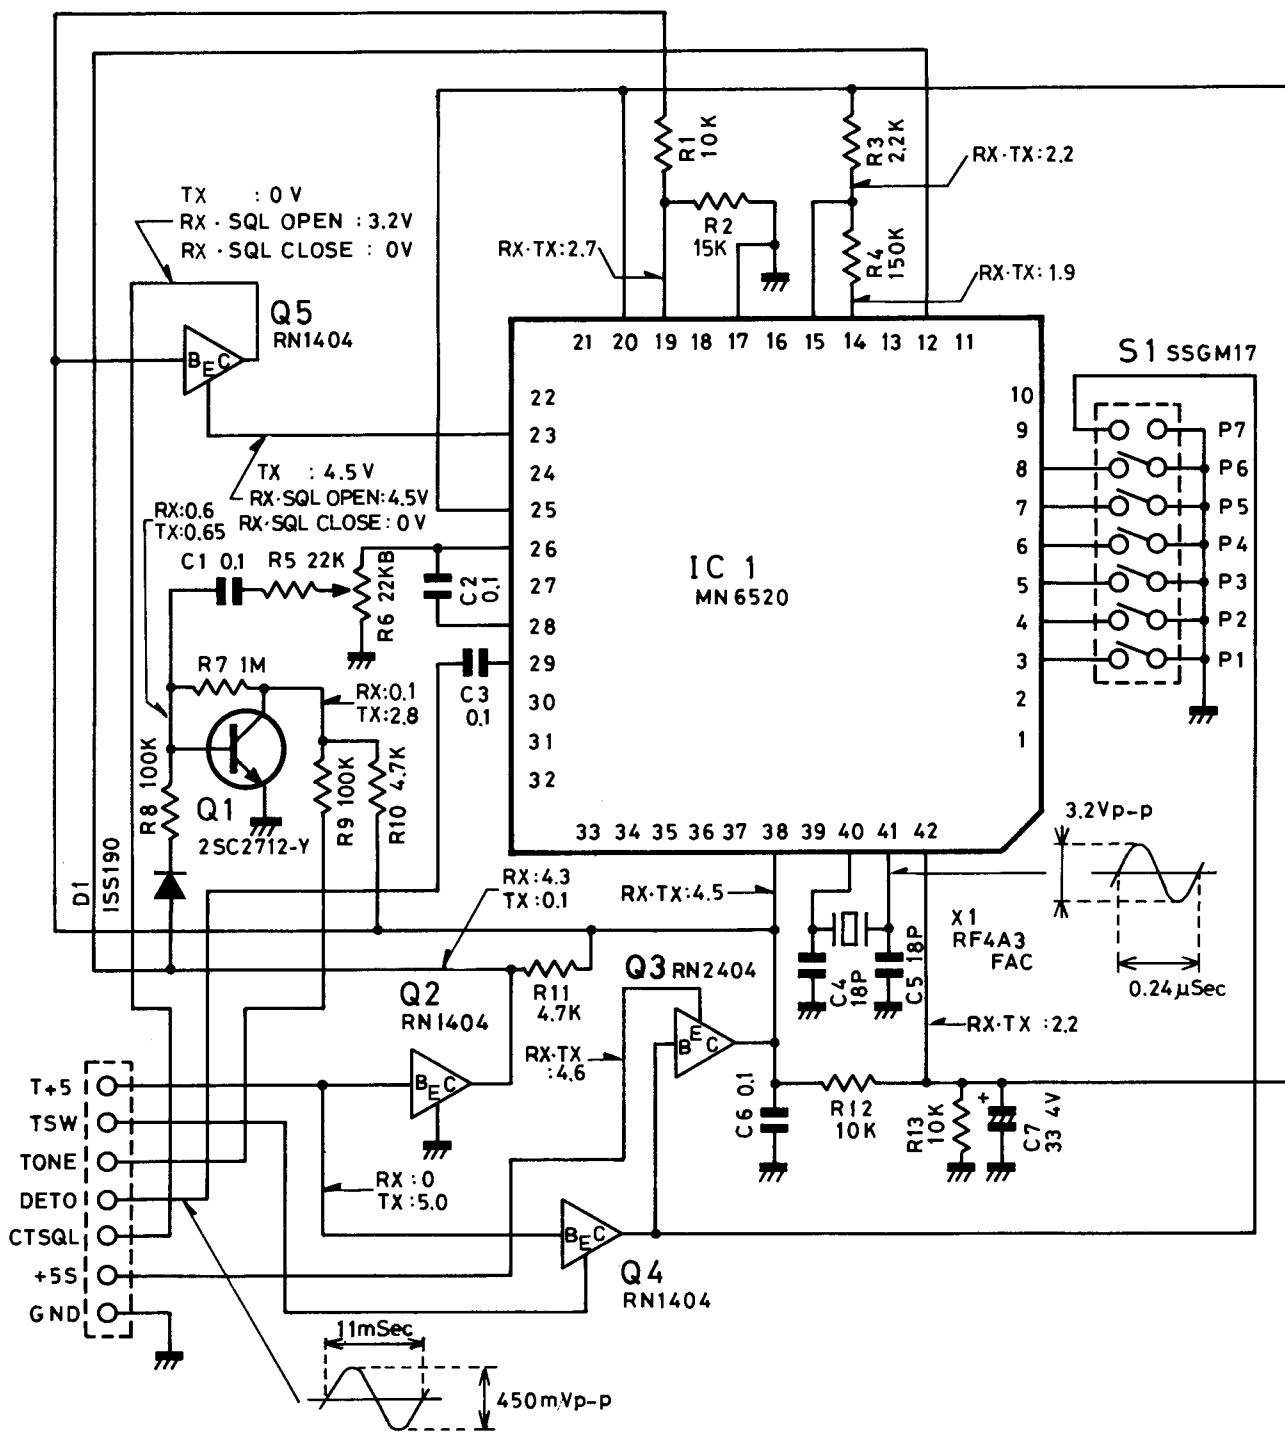 R1
10K
R3
2.2K
RX·TX:2.2
TX : 0 V
RX · SQL OPEN : 3.2V
RX · SQL CLOSE : 0V
R2
15K
RX·TX:2.7
R4
150K
RX·TX:1.9
Q5
RN1404
B E C
21 20 19 18 17 16 15 14 13 12 11
S1 SSGM17
22
23
24
25
26
27
28
29
30
31
32
10
9
8
7
6
5
4
3
2
1
P7
P6
P5
P4
P3
P2
P1
TX : 4.5 V
RX·SQL OPEN:4.5V
RX·SQL CLOSE:0V
RX:0.6
TX:0.65
C1 0.1
R5 22K
R6 22KB
C2
0.1
IC 1
MN6520
R7 1M
C3
0.1
RX:0.1
TX:2.8
R8 100K
Q1
2SC2712-Y
R9 100K
R10 4.7K
33 34 35 36 37 38 39 40 41 42
3.2Vp-p
0.24µSec
D1
ISS190
RX:4.3
TX:0.1
RX·TX:4.5
X1
RF4A3
FAC
C4
18P
C5 18P
Q2
RN1404
R11
4.7K
Q3 RN2404
B E C
RX·TX
:4.6
RX·TX:2.2
B E C
C6 0.1
R12
10K
R13
10K
+
C7
33 4V
T+5
TSW
TONE
DETO
CTSQL
+5S
GND
RX:0
TX:5.0
B E C
Q4
RN1404
11mSec
450mVp-p